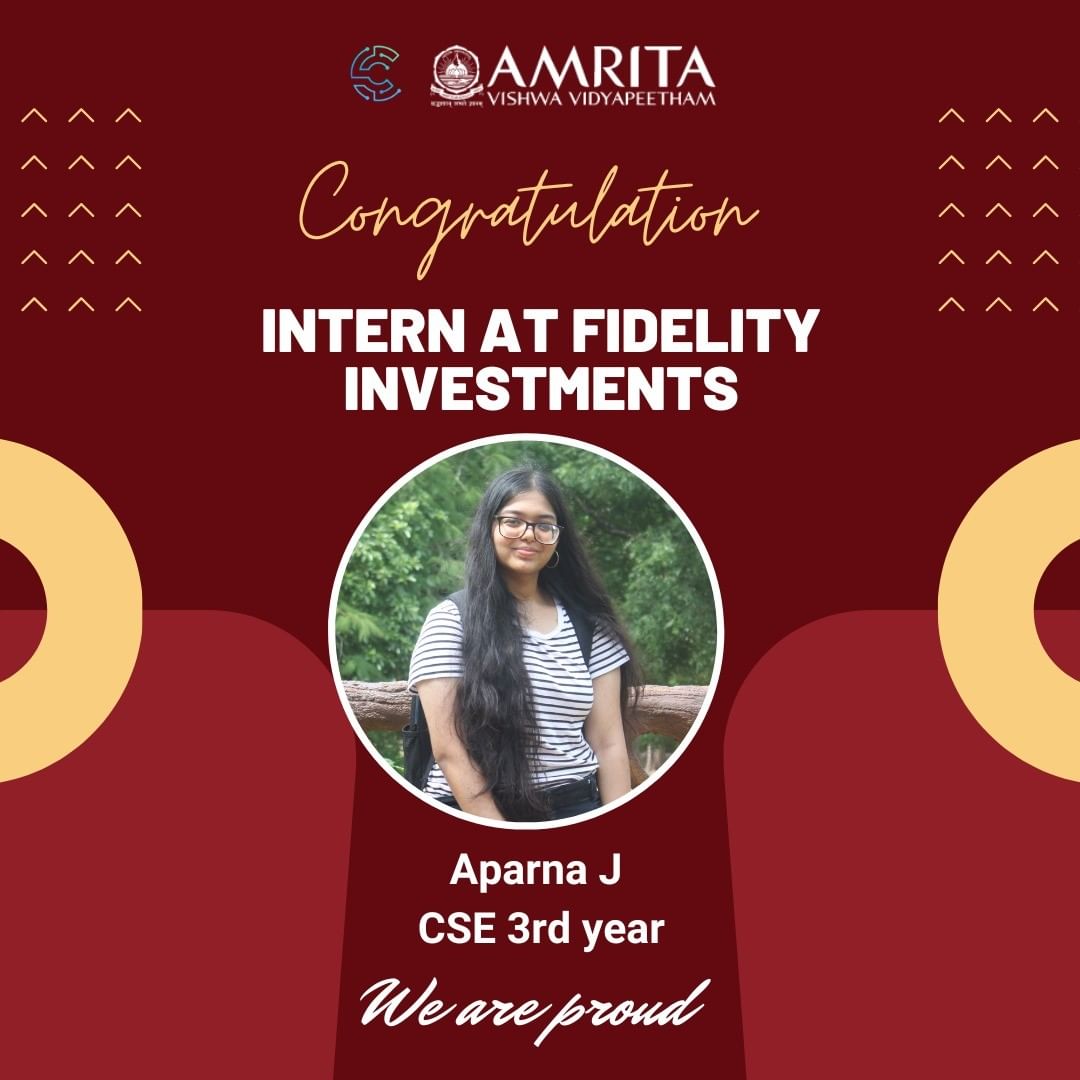 AMRITA
VISHWA VIDYAPEETHAM
Congratulation
INTERN AT FIDELITY
INVESTMENTS
Aparna J
CSE 3rd year
We are proud